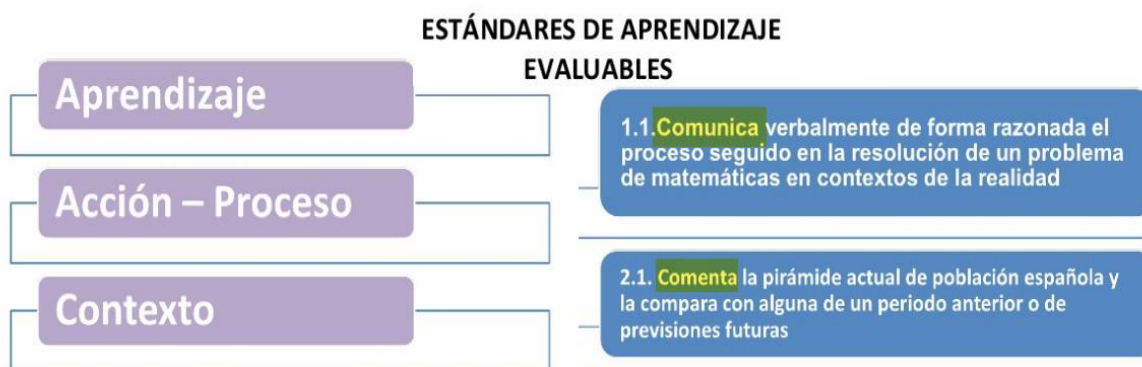 ESTÁNDARES DE APRENDIZAJE
EVALUABLES
Aprendizaje
Acción – Proceso
Contexto
1.1.Comunica verbalmente de forma razonada el
proceso seguido en la resolución de un problema
de matemáticas en contextos de la realidad
2.1. Comenta la pirámide actual de población española y
la compara con alguna de un periodo anterior o de
previsiones futuras